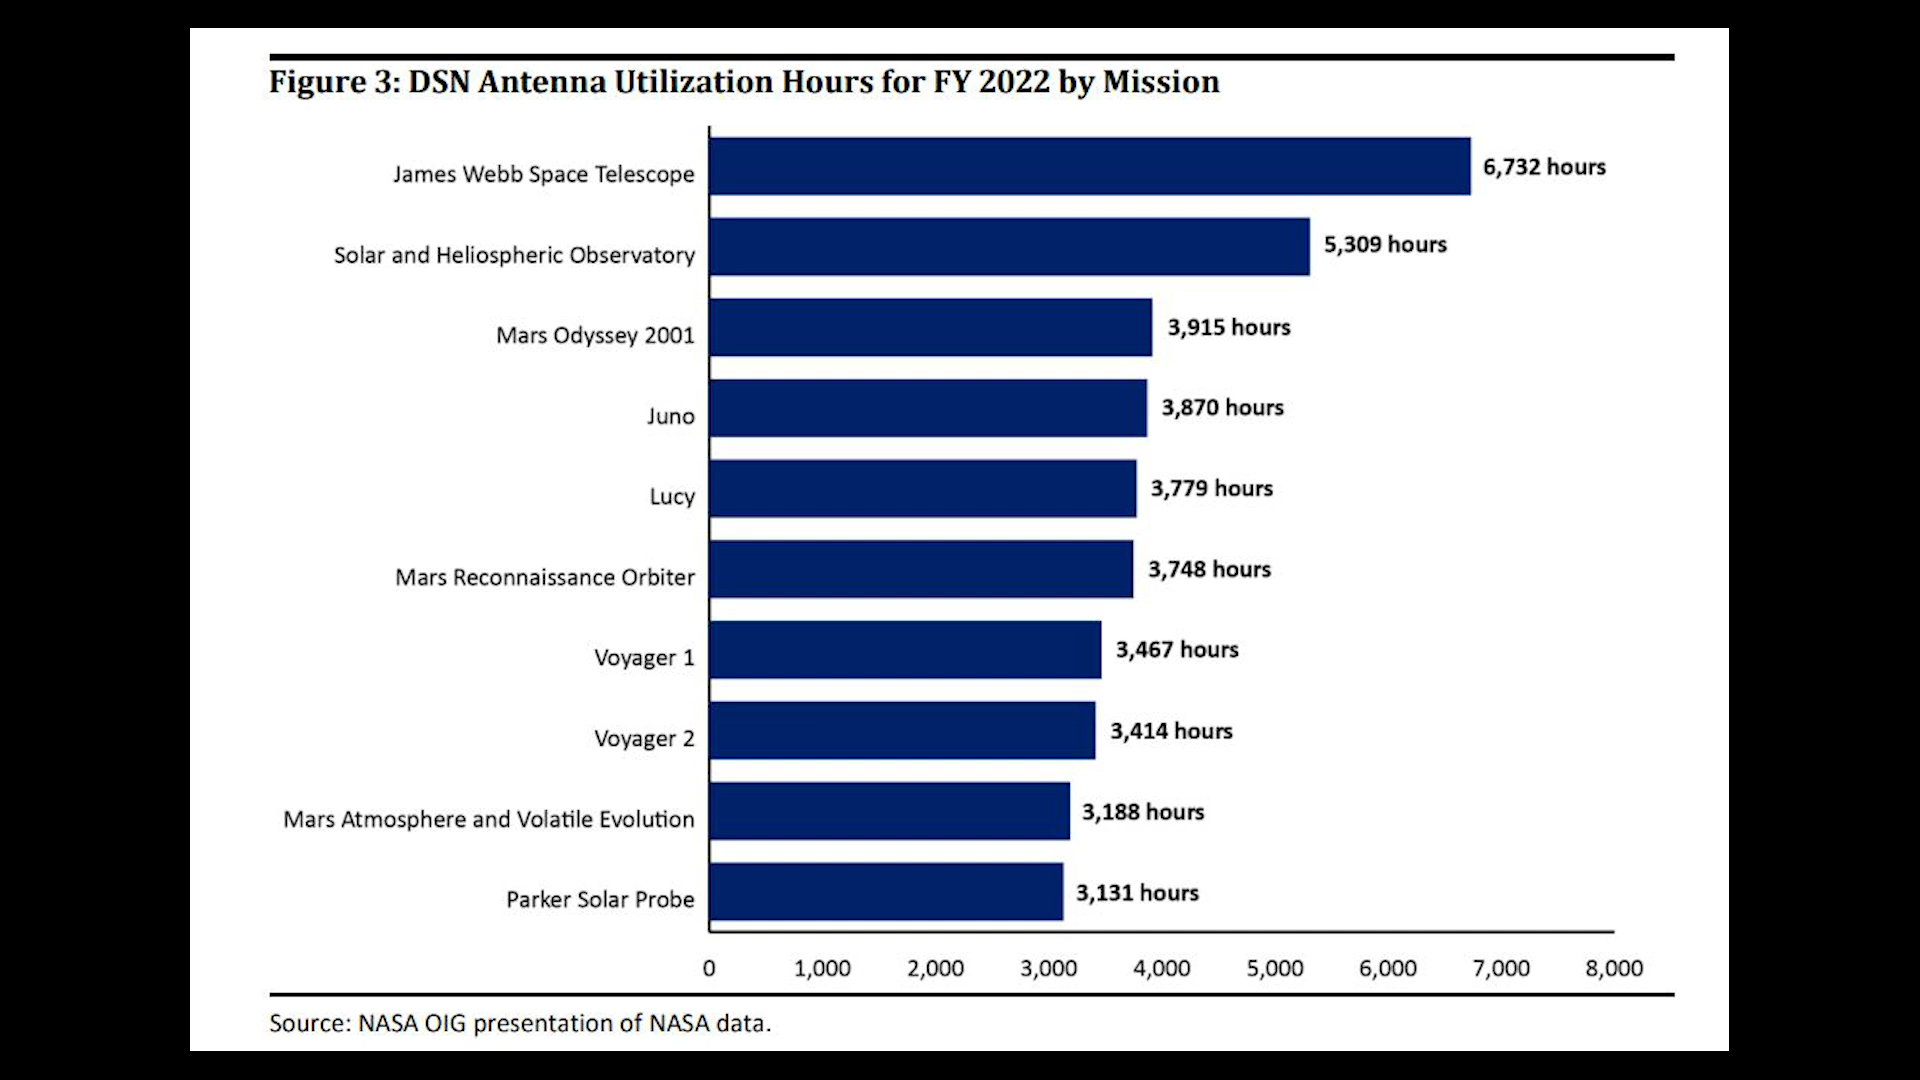 Figure 3: DSN Antenna Utilization Hours for FY 2022 by Mission
James Webb Space Telescope 6,732 hours
Solar and Heliospheric Observatory 5,309 hours
Mars Odyssey 2001 3,915 hours
Juno 3,870 hours
Lucy 3,779 hours
Mars Reconnaissance Orbiter 3,748 hours
Voyager 1 3,467 hours
Voyager 2 3,414 hours
Mars Atmosphere and Volatile Evolution 3,188 hours
Parker Solar Probe 3,131 hours
0 1,000 2,000 3,000 4,000 5,000 6,000 7,000 8,000
Source: NASA OIG presentation of NASA data.